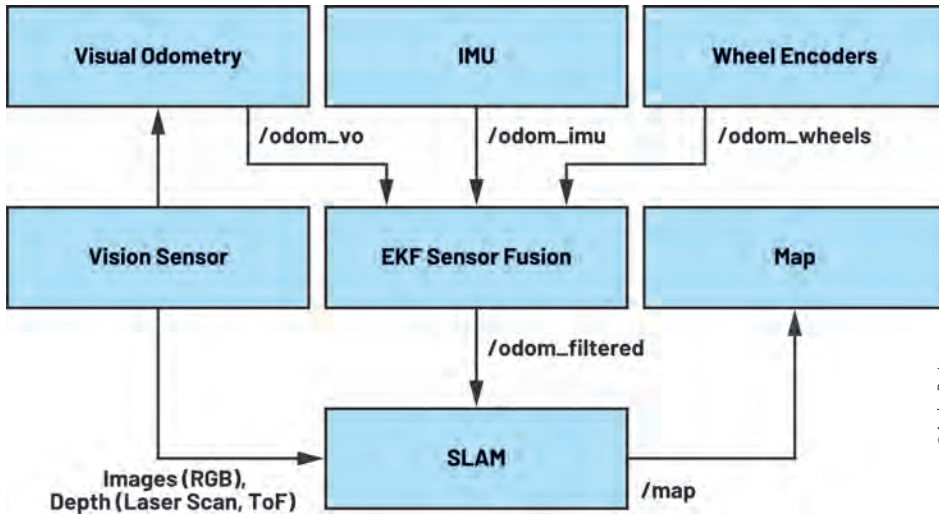 Visual Odometry
IMU
Wheel Encoders
/odom_vo
/odom_imu
/odom_wheels
Vision Sensor
EKF Sensor Fusion
Map
/odom_filtered
SLAM
Images (RGB),
Depth (Laser Scan, ToF)
/map